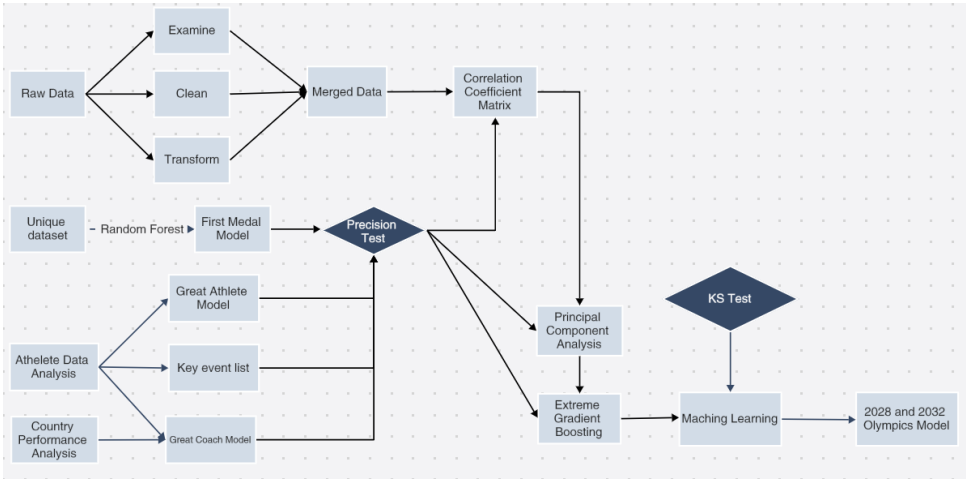 Examine
Raw Data
Clean
Merged Data
Correlation
Coefficient
Matrix
Transform
Unique
dataset
Random Forest
First Medal
Model
Precision
Test
Great Athlete
Model
KS Test
Principal
Component
Analysis
Athelete Data
Analysis
Key event list
Country
Performance
Analysis
Great Coach Model
Extreme
Gradient
Boosting
Maching Learning
2028 and 2032
Olympics Model